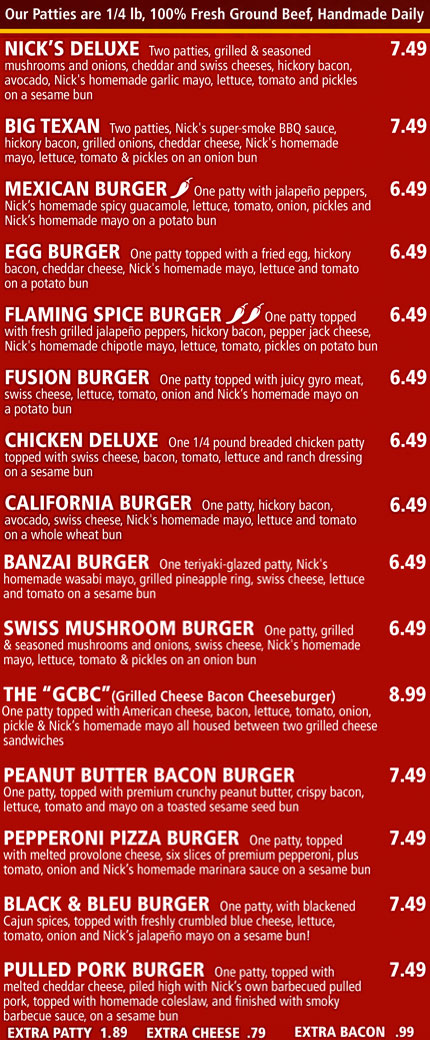 Our Patties are 1/4 lb, 100% Fresh Ground Beef, Handmade Daily
NICK'S DELUXE Two patties, grilled & seasoned 7.49
mushrooms and onions, cheddar and swiss cheeses, hickory bacon,
avocado, Nick's homemade garlic mayo, lettuce, tomato and pickles
on a sesame bun
BIG TEXAN Two patties, Nick's super-smoke BBQ sauce, 7.49
hickory bacon, grilled onions, cheddar cheese, Nick's homemade
mayo, lettuce, tomato & pickles on an onion bun
MEXICAN BURGER One patty with jalapeño peppers, 6.49
Nick's homemade spicy guacamole, lettuce, tomato, onion, pickles and
Nick's homemade mayo on a potato bun
EGG BURGER One patty topped with a fried egg, hickory 6.49
bacon, cheddar cheese, Nick's homemade mayo, lettuce and tomato
on a potato bun
FLAMING SPICE BURGER One patty topped 6.49
with fresh grilled jalapeño peppers, hickory bacon, pepper jack cheese,
Nick's homemade chipotle mayo, lettuce, tomato, pickles on potato bun
FUSION BURGER One patty topped with juicy gyro meat, 6.49
swiss cheese, lettuce, tomato, onion and Nick's homemade mayo on
a potato bun
CHICKEN DELUXE One 1/4 pound breaded chicken patty 6.49
topped with swiss cheese, bacon, tomato, lettuce and ranch dressing
on a sesame bun
CALIFORNIA BURGER One patty, hickory bacon, 6.49
avocado, swiss cheese, Nick's homemade mayo, lettuce and tomato
on a whole wheat bun
BANZAI BURGER One teriyaki-glazed patty, Nick's 6.49
homemade wasabi mayo, grilled pineapple ring, swiss cheese, lettuce
and tomato on a sesame bun
SWISS MUSHROOM BURGER One patty, grilled 6.49
& seasoned mushrooms and onions, swiss cheese, Nick's homemade
mayo, lettuce, tomato & pickles on an onion bun
THE "GCBC"(Grilled Cheese Bacon Cheeseburger) 8.99
One patty topped with American cheese, bacon, lettuce, tomato, onion,
pickle & Nick's homemade mayo all housed between two grilled cheese
sandwiches
PEANUT BUTTER BACON BURGER 7.49
One patty, topped with premium crunchy peanut butter, crispy bacon,
lettuce, tomato and mayo on a toasted sesame seed bun
PEPPERONI PIZZA BURGER One patty, topped 7.49
with melted provolone cheese, six slices of premium pepperoni, plus
tomato, onion and Nick's homemade marinara sauce on a sesame bun
BLACK & BLEU BURGER One patty, with blackened 7.49
Cajun spices, topped with freshly crumbled blue cheese, lettuce,
tomato, onion and Nick's jalapeño mayo on a sesame bun!
PULLED PORK BURGER One patty, topped with 7.49
melted cheddar cheese, piled high with Nick's own barbecued pulled
pork, topped with homemade coleslaw, and finished with smoky
barbecue sauce, on a sesame bun
EXTRA PATTY 1.89 EXTRA CHEESE .79 EXTRA BACON .99